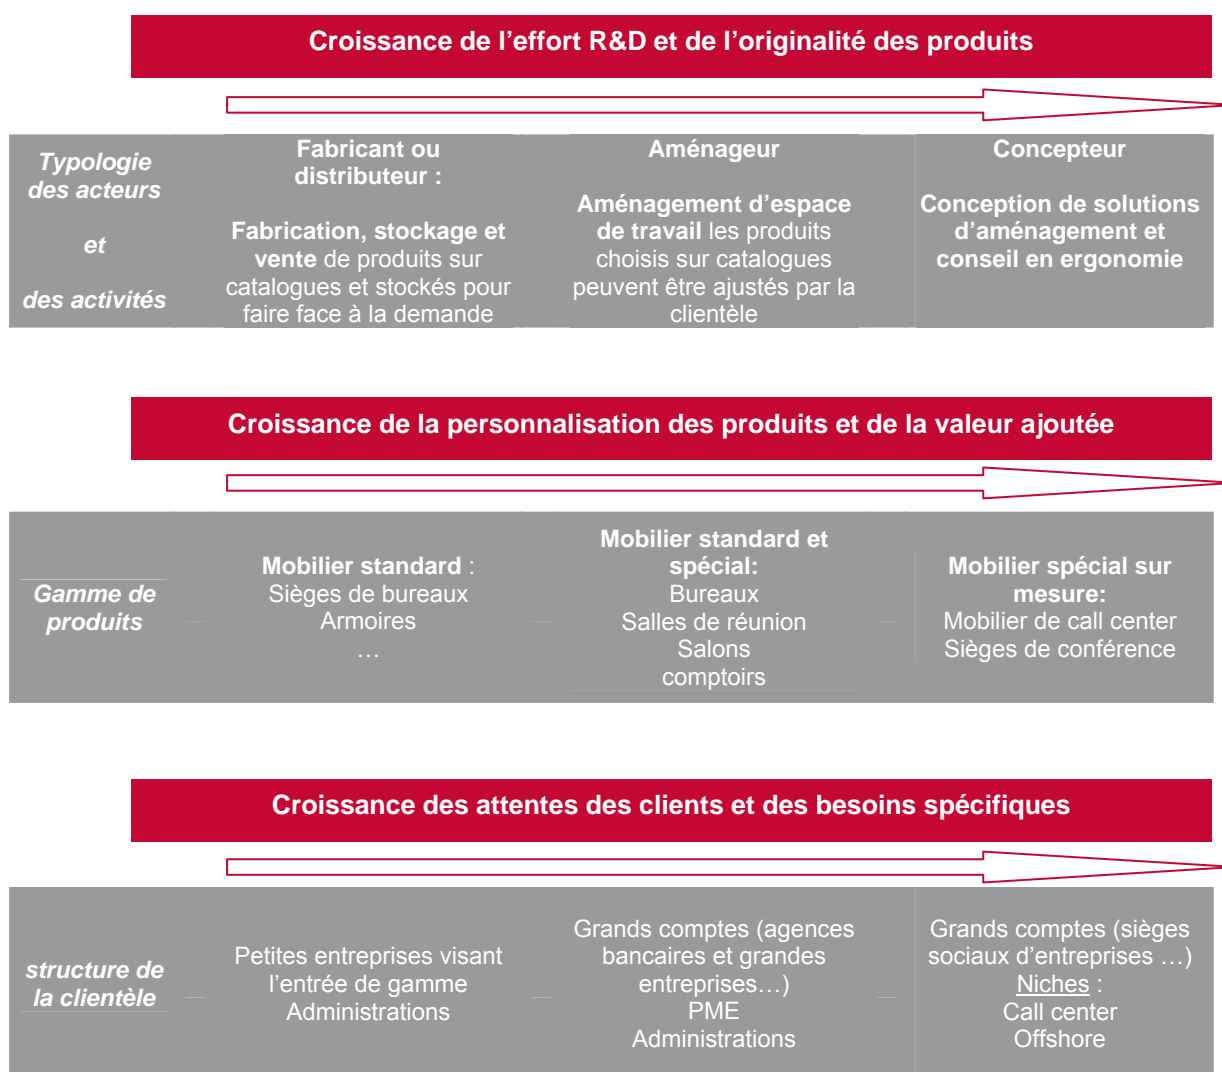 Croissance de l’effort R&D et de l’originalité des produits
Typologie
des acteurs
et
des activités
Fabricant ou
distributeur :
Fabrication, stockage et
vente de produits sur
catalogues et stockés pour
faire face à la demande
Aménageur
Aménagement d’espace
de travail les produits
choisis sur catalogues
peuvent être ajustés par la
clientèle
Concepteur
Conception de solutions
d’aménagement et
conseil en ergonomie
Croissance de la personnalisation des produits et de la valeur ajoutée
Gamme de
produits
Mobilier standard :
Sièges de bureaux
Armoires
…
Mobilier standard et
spécial:
Bureaux
Salles de réunion
Salons
comptoirs
Mobilier spécial sur
mesure:
Mobilier de call center
Sièges de conférence
Croissance des attentes des clients et des besoins spécifiques
structure de
la clientèle
Petites entreprises visant
l’entrée de gamme
Administrations
Grands comptes (agences
bancaires et grandes
entreprises…)
PME
Administrations
Grands comptes (sièges
sociaux d’entreprises …)
Niches :
Call center
Offshore